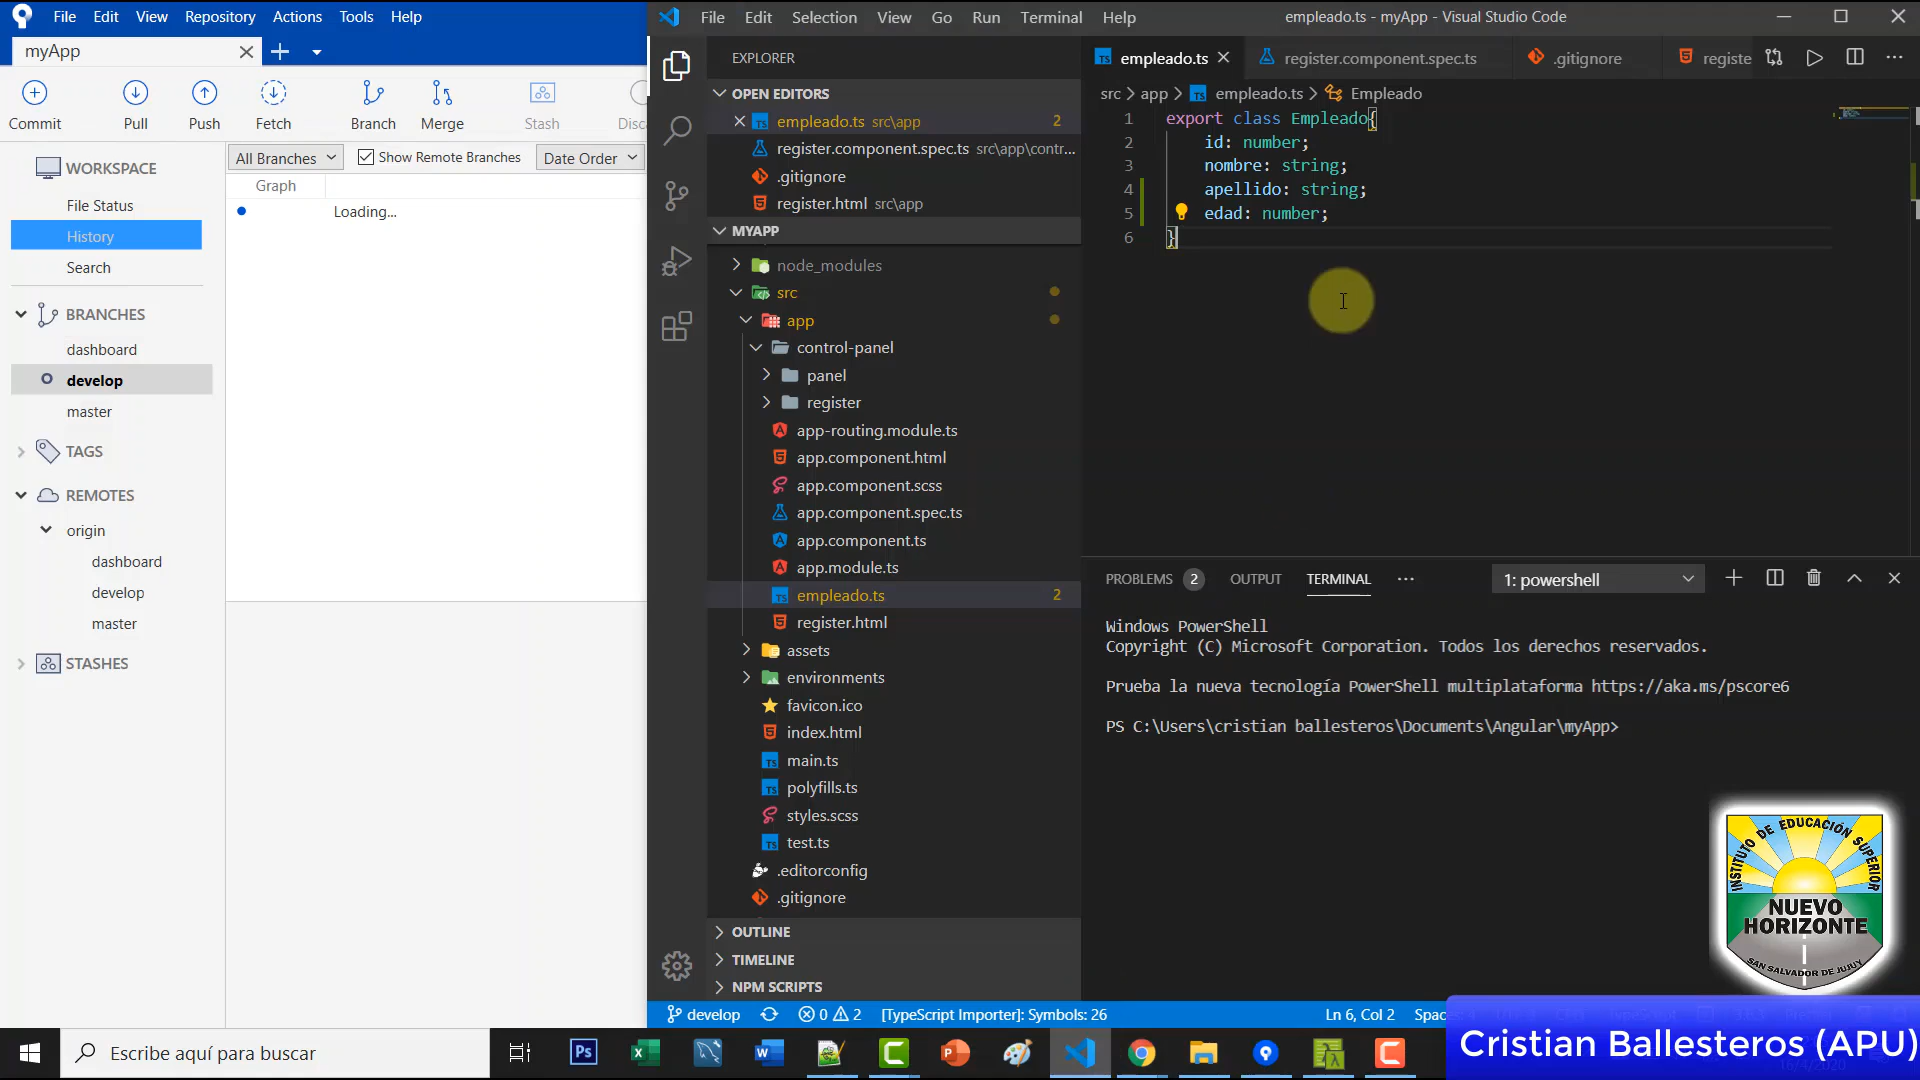 File Edit View Repository Actions Tools Help
myApp
Commit Pull Push Fetch Branch Merge Stash
All Branches Show Remote Branches Date Order
Graph
Loading...
WORKSPACE
File Status
History
Search
BRANCHES
dashboard
develop
master
TAGS
REMOTES
origin
dashboard
develop
master
STASHES
File Edit Selection View Go Run Terminal Help
empleado.ts - myApp - Visual Studio Code
EXPLORER
OPEN EDITORS
empleado.ts src\app 2
register.component.spec.ts src\app\contr...
.gitignore
register.html src\app
MYAPP
node_modules
src
app
control-panel
panel
register
app-routing.module.ts
app.component.html
app.component.scss
app.component.spec.ts
app.component.ts
app.module.ts
empleado.ts 2
register.html
assets
environments
favicon.ico
index.html
main.ts
polyfills.ts
styles.scss
test.ts
.editorconfig
.gitignore
OUTLINE
TIMELINE
NPM SCRIPTS
empleado.ts register.component.spec.ts .gitignore registe
src > app > empleado.ts > Empleado
1 export class Empleado{
2 id: number;
3 nombre: string;
4 apellido: string;
5 edad: number;
6 }
PROBLEMS 2 OUTPUT TERMINAL ... 1: powershell
Windows PowerShell
Copyright (C) Microsoft Corporation. Todos los derechos reservados.
Prueba la nueva tecnología PowerShell multiplataforma https://aka.ms/pscore6
PS C:\Users\cristian ballesteros\Documents\Angular\myApp>
INSTITUTO DE EDUCACIÓN SUPERIOR
NUEVO
HORIZONTE
SAN SALVADOR DE JUJUY
develop 0 2 [TypeScript Importer]: Symbols: 26 Ln 6, Col 2
Cristian Ballesteros (APU)
Escribe aquí para buscar